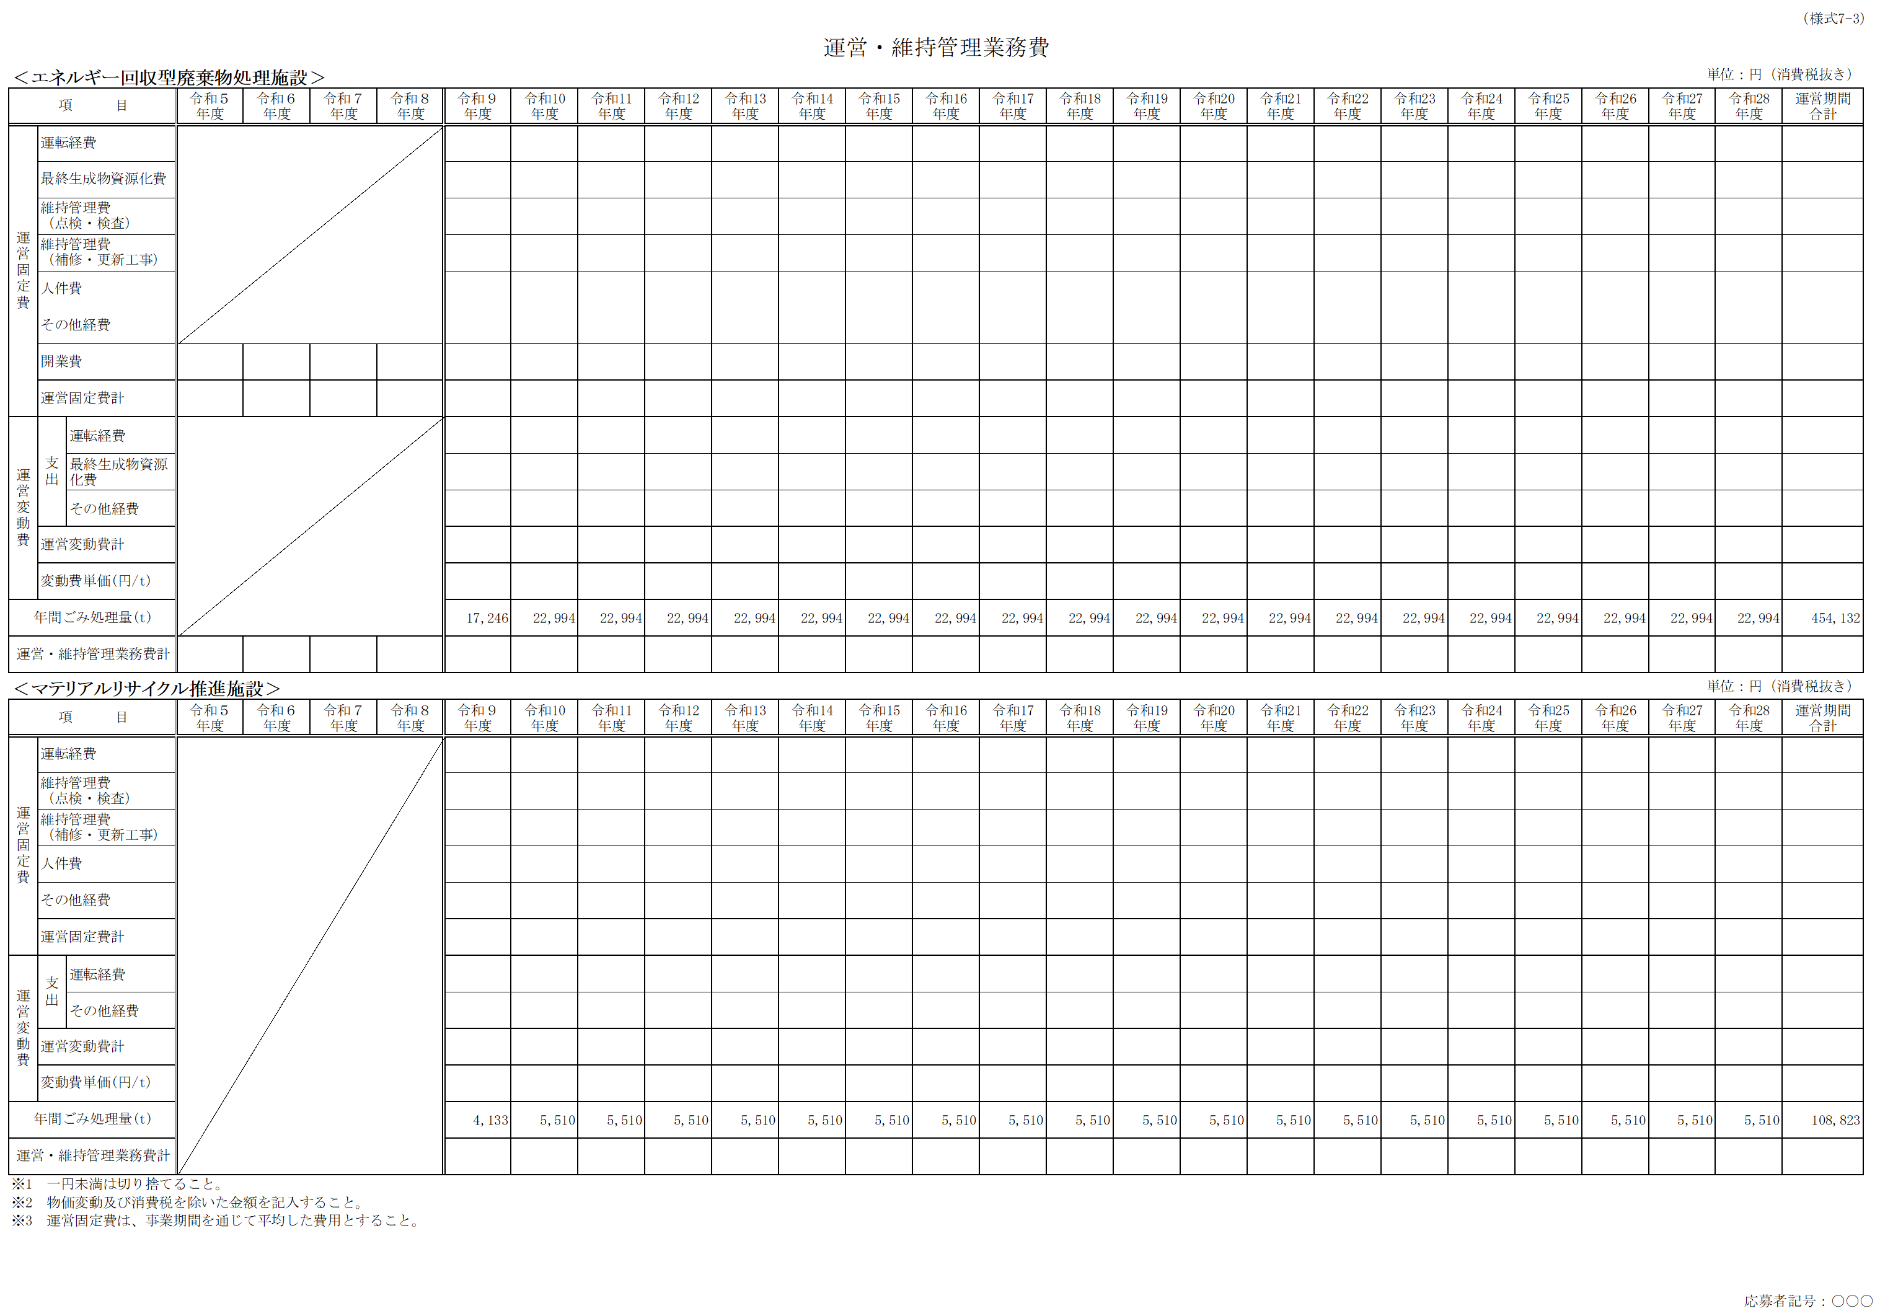 （様式7-3）
運営・維持管理業務費
＜エネルギー回収型廃棄物処理施設＞ 単位：円（消費税抜き）
項　　目 令和５年度 令和６年度 令和７年度 令和８年度 令和９年度 令和10年度 令和11年度 令和12年度 令和13年度 令和14年度 令和15年度 令和16年度 令和17年度 令和18年度 令和19年度 令和20年度 令和21年度 令和22年度 令和23年度 令和24年度 令和25年度 令和26年度 令和27年度 令和28年度 運営期間合計
運営固定費
運転経費
最終生成物資源化費
維持管理費
（点検・検査）
維持管理費
（補修・更新工事）
人件費
その他経費
開業費
運営固定費計
運営変動費
支出
運転経費
最終生成物資源
化費
その他経費
運営変動費計
変動費単価(円/t)
年間ごみ処理量(t) 17,246 22,994 22,994 22,994 22,994 22,994 22,994 22,994 22,994 22,994 22,994 22,994 22,994 22,994 22,994 22,994 22,994 22,994 22,994 22,994 454,132
運営・維持管理業務費計
＜マテリアルリサイクル推進施設＞ 単位：円（消費税抜き）
項　　目 令和５年度 令和６年度 令和７年度 令和８年度 令和９年度 令和10年度 令和11年度 令和12年度 令和13年度 令和14年度 令和15年度 令和16年度 令和17年度 令和18年度 令和19年度 令和20年度 令和21年度 令和22年度 令和23年度 令和24年度 令和25年度 令和26年度 令和27年度 令和28年度 運営期間合計
運営固定費
運転経費
維持管理費
（点検・検査）
維持管理費
（補修・更新工事）
人件費
その他経費
運営固定費計
運営変動費
支出
運転経費
その他経費
運営変動費計
変動費単価(円/t)
年間ごみ処理量(t) 4,133 5,510 5,510 5,510 5,510 5,510 5,510 5,510 5,510 5,510 5,510 5,510 5,510 5,510 5,510 5,510 5,510 5,510 5,510 5,510 108,823
運営・維持管理業務費計
※1　一円未満は切り捨てること。
※2　物価変動及び消費税を除いた金額を記入すること。
※3　運営固定費は、事業期間を通じて平均した費用とすること。
応募者記号：○○○